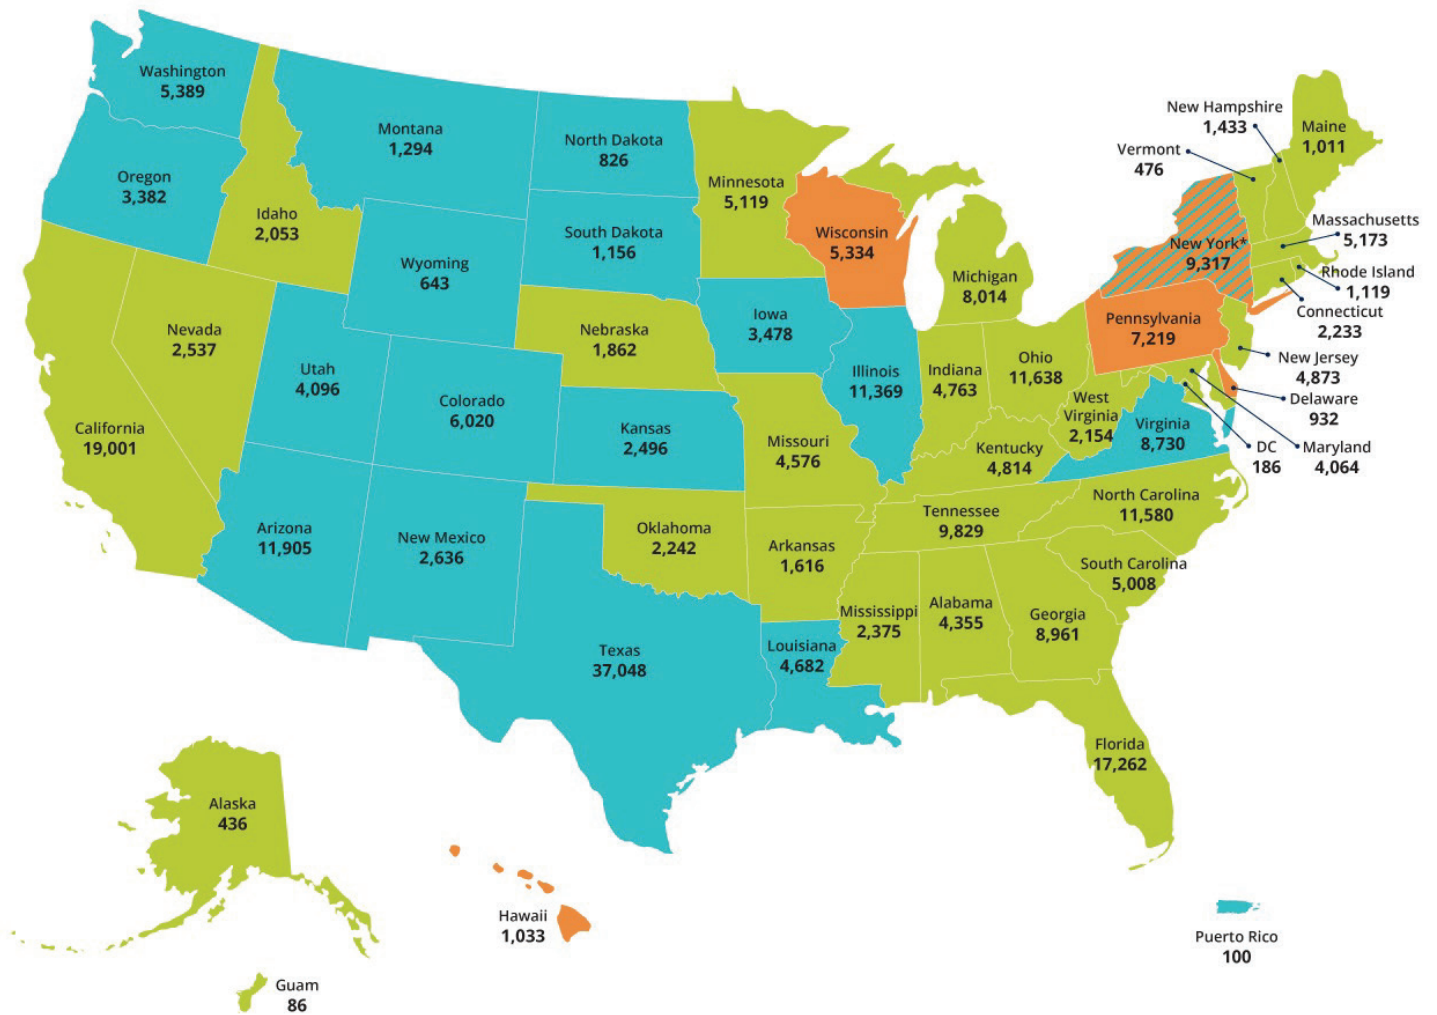 Washington
5,389
Oregon
3,382
California
19,001
Nevada
2,537
Idaho
2,053
Montana
1,294
Wyoming
643
Utah
4,096
Colorado
6,020
Arizona
11,905
New Mexico
2,636
North Dakota
826
South Dakota
1,156
Nebraska
1,862
Kansas
2,496
Oklahoma
2,242
Texas
37,048
Minnesota
5,119
Iowa
3,478
Missouri
4,576
Arkansas
1,616
Louisiana
4,682
Wisconsin
5,334
Illinois
11,369
Michigan
8,014
Indiana
4,763
Ohio
11,638
Kentucky
4,814
Tennessee
9,829
Mississippi
2,375
Alabama
4,355
Georgia
8,961
Florida
17,262
South Carolina
5,008
North Carolina
11,580
Virginia
8,730
West
Virginia
2,154
Pennsylvania
7,219
New York*
9,317
Vermont
476
New Hampshire
1,433
Maine
1,011
Massachusetts
5,173
Rhode Island
1,119
Connecticut
2,233
New Jersey
4,873
Delaware
932
Maryland
4,064
DC
186
Alaska
436
Hawaii
1,033
Guam
86
Puerto Rico
100